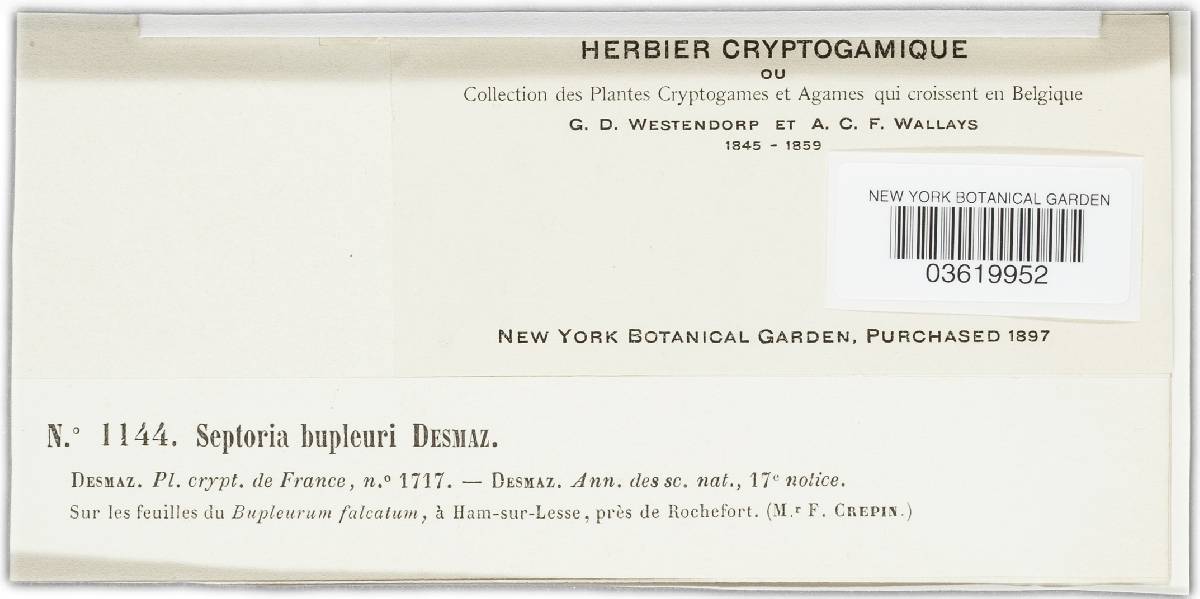 HERBIER CRYPTOGAMIQUE
OU
Collection des Plantes Cryptogames et Agames qui croissent en Belgique
G. D. WESTENDORP ET A. C. F. WALLAYS
1845 - 1859
NEW YORK BOTANICAL GARDEN
03619952
NEW YORK BOTANICAL GARDEN, PURCHASED 1897
N.° 1144. Septoria bupleuri DESMAZ.
DESMAZ. Pl. crypt. de France, n.° 1717. — DESMAZ. Ann. des sc. nat., 17e notice.
Sur les feuilles du Bupleurum falcatum, à Ham-sur-Lesse, près de Rochefort. (M.r F. CREPIN.)